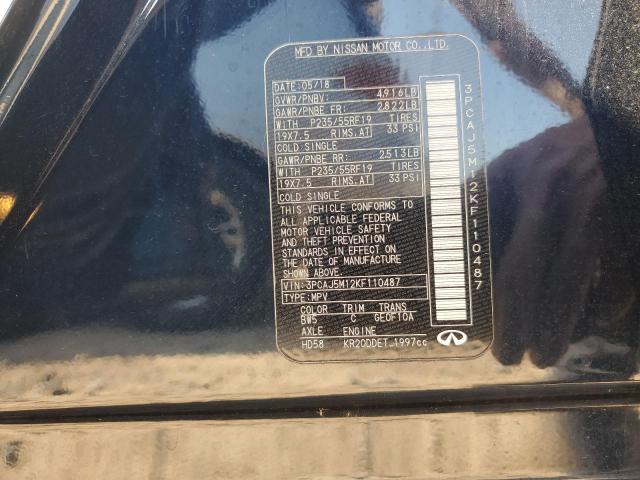 MFD BY NISSAN MOTOR CO.,LTD.
DATE:05/18
GVWR/PNBV: 4916LB
GAWR/PNBE FR: 2822LB
WITH P235/55RF19 TIRES
19X7.5 RIMS.AT 33 PSI
COLD SINGLE
GAWR/PNBE RR: 2513LB
WITH P235/55RF19 TIRES
19X7.5 RIMS.AT 33 PSI
COLD SINGLE
THIS VEHICLE CONFORMS TO
ALL APPLICABLE FEDERAL
MOTOR VEHICLE SAFETY
AND THEFT PREVENTION
STANDARDS IN EFFECT ON
THE DATE OF MANUFACTURE
SHOWN ABOVE.
VIN:3PCAJ5M12KF110487
TYPE:MPV
COLOR TRIM TRANS
BW5 C GE0F10A
AXLE ENGINE
HD58 KR20DDET 1997cc
3PCAJ5M12KF110487